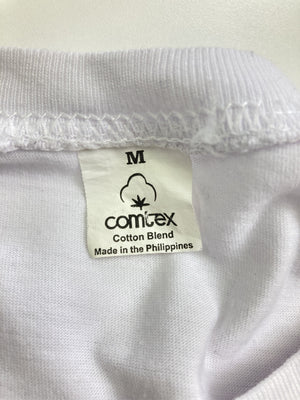 M
comtex
Cotton Blend
Made in the Philippines